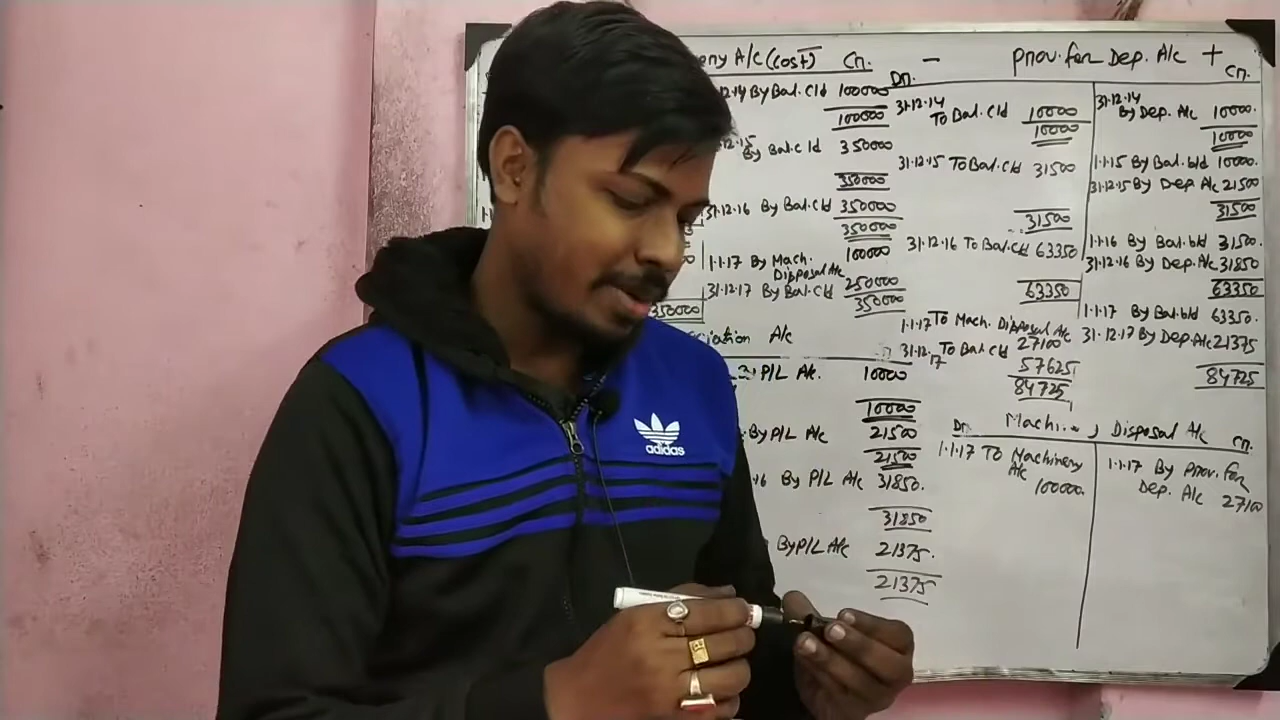 A/c (cost) Cr.
12.14 By Bal. C/d 100000
100000
12.15 By Bal. c/d 350000
350000
31.12.16 By Bal. C/d 350000
350000
1.1.17 By Mach. 100000
Disposal A/c
31.12.17 By Bal. C/d 250000
350000 350000
ciation A/c
P/L A/c. 10000
10000
By P/L A/c 21500
21500
16 By P/L A/c 31850.
31850
By P/L A/c 21375.
21375
— Prov. for Dep. A/c +
Dr. Cr.
31.12.14
To Bal. C/d 10000
10000
31.12.15 To Bal. C/d 31500
31500
31.12.16 To Bal. C/d 63350
63350
1.1.17 To Mach. Disposal A/c
27100
31.12.17 To Bal. C/d
57625
84725
31.12.14
By Dep. A/c 10000.
10000
1.1.15 By Bal. b/d 10000.
31.12.15 By Dep A/c 21500
31500
1.1.16 By Bal. b/d 31500.
31.12.16 By Dep. A/c 31850
63350
1.1.17 By Bal. b/d 63350.
31.12.17 By Dep. A/c 21375
84725
Dr. Disposal A/c Cr.
1.1.17 To Machinery
A/c
100000.
1.1.17 By Prov. for
Dep. A/c 27100
adidas